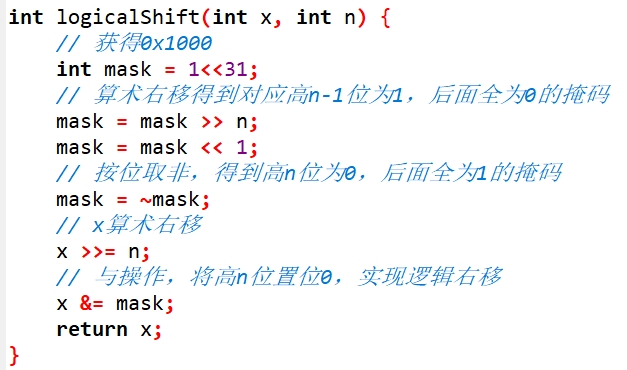 int logicalShift(int x, int n) {
    // 获得0x1000
    int mask = 1<<31;
    // 算术右移得到对应高n-1位为1，后面全为0的掩码
    mask = mask >> n;
    mask = mask << 1;
    // 按位取非，得到高n位为0，后面全为1的掩码
    mask = ~mask;
    // x算术右移
    x >>= n;
    // 与操作，将高n位置位0，实现逻辑右移
    x &= mask;
    return x;
}